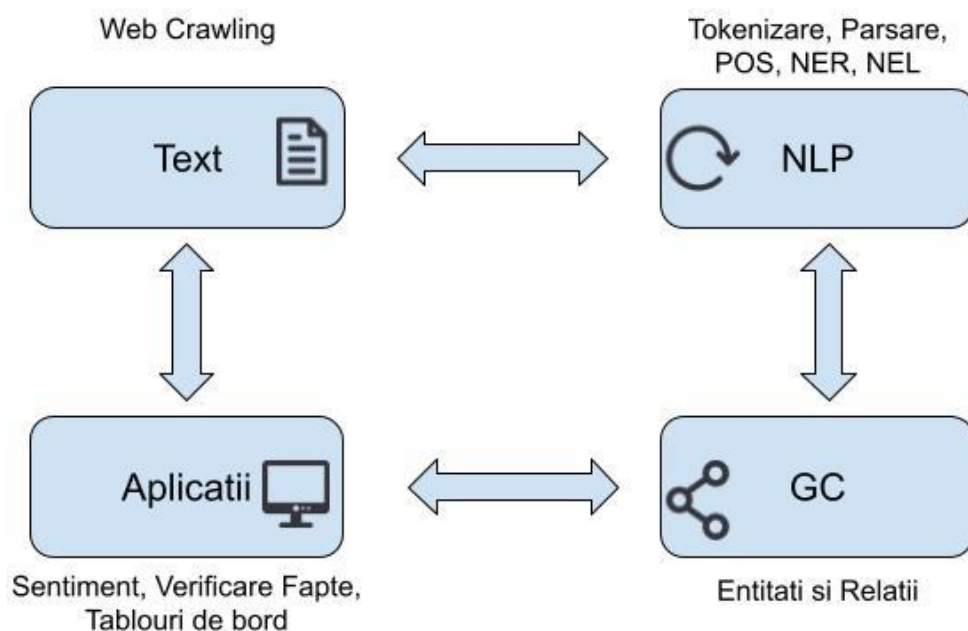 Web Crawling
Tokenizare, Parsare,
POS, NER, NEL
Text
NLP
Aplicatii
GC
Sentiment, Verificare Fapte,
Tablouri de bord
Entitati si Relatii